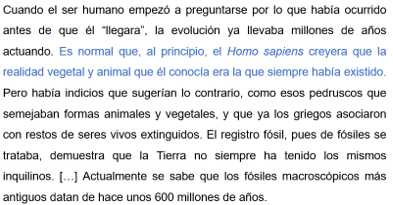 Cuando el ser humano empezó a preguntarse por lo que había ocurrido
antes de que él “llegara”, la evolución ya llevaba millones de años
actuando. Es normal que, al principio, el Homo sapiens creyera que la
realidad vegetal y animal que él conocía era la que siempre había existido.
Pero había indicios que sugerían lo contrario, como esos pedruscos que
semejaban formas animales y vegetales, y que ya los griegos asociaron
con restos de seres vivos extinguidos. El registro fósil, pues de fósiles se
trataba, demuestra que la Tierra no siempre ha tenido los mismos
inquilinos. […] Actualmente se sabe que los fósiles macroscópicos más
antiguos datan de hace unos 600 millones de años.